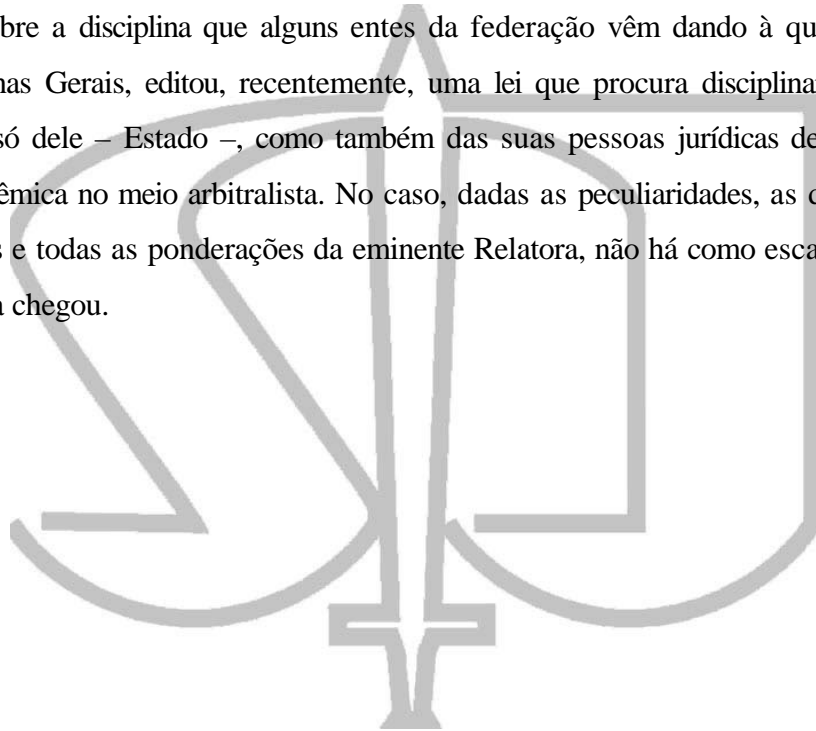 bre a disciplina que alguns entes da federação vêm dando à qu
nas Gerais, editou, recentemente, uma lei que procura disciplina
só dele – Estado –, como também das suas pessoas jurídicas de
êmica no meio arbitralista. No caso, dadas as peculiaridades, as
s e todas as ponderações da eminente Relatora, não há como esca
a chegou.